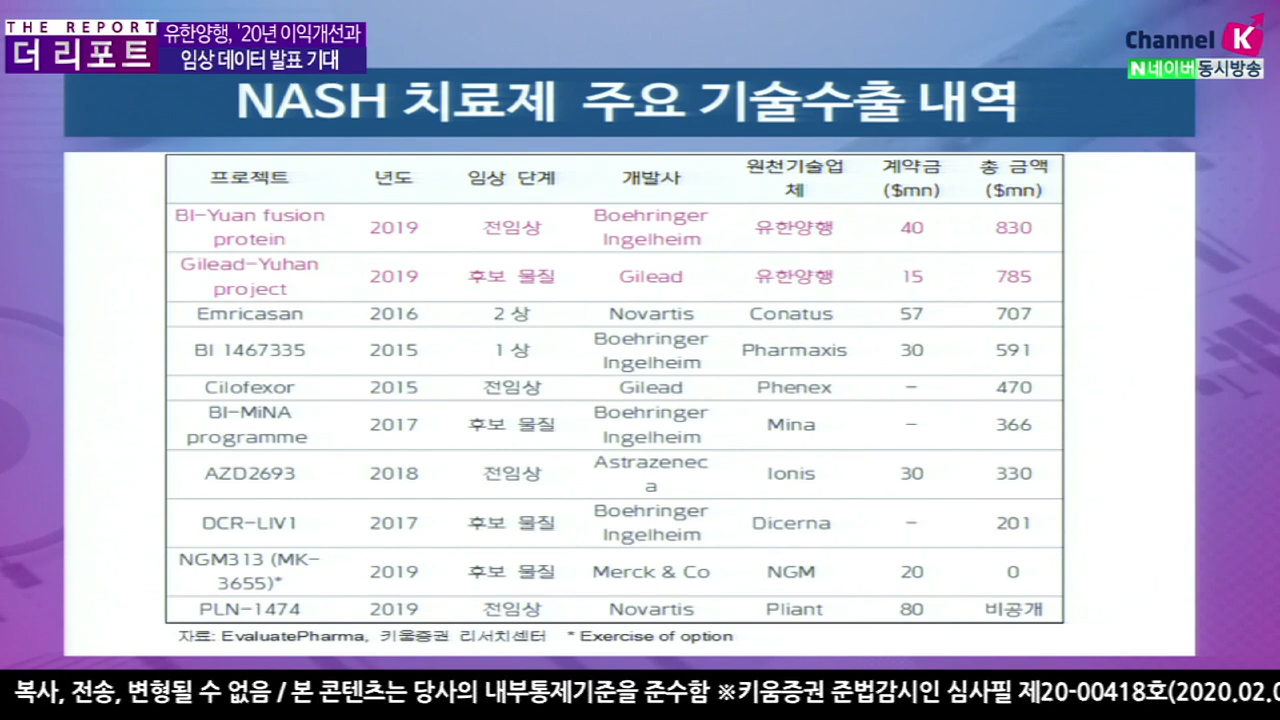 THE REPORT
더 리포트
유한양행, '20년 이익개선과
임상 데이터 발표 기대
Channel K
N 네이버 동시방송
NASH 치료제 주요 기술수출 내역
프로젝트 년도 임상 단계 개발사 원천기술업체 계약금 ($mn) 총 금액 ($mn)
BI-Yuan fusion protein 2019 전임상 Boehringer Ingelheim 유한양행 40 830
Gilead-Yuhan project 2019 후보 물질 Gilead 유한양행 15 785
Emricasan 2016 2상 Novartis Conatus 57 707
BI 1467335 2015 1상 Boehringer Ingelheim Pharmaxis 30 591
Cilofexor 2015 전임상 Gilead Phenex - 470
BI-MiNA programme 2017 후보 물질 Boehringer Ingelheim Mina - 366
AZD2693 2018 전임상 Astrazeneca Ionis 30 330
DCR-LIV1 2017 후보 물질 Boehringer Ingelheim Dicerna - 201
NGM313 (MK-3655)* 2019 후보 물질 Merck & Co NGM 20 0
PLN-1474 2019 전임상 Novartis Pliant 80 비공개
자료: EvaluatePharma, 키움증권 리서치센터 * Exercise of option
복사, 전송, 변형될 수 없음 / 본 콘텐츠는 당사의 내부통제기준을 준수함 ※키움증권 준법감시인 심사필 제20-00418호(2020.02.0